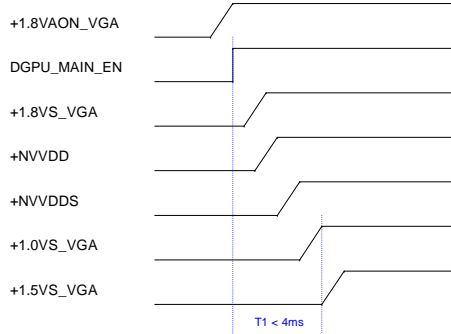 +1.8VAON_VGA
DGPU_MAIN_EN
+1.8VS_VGA
+NVVDD
+NVVDDS
+1.0VS_VGA
+1.5VS_VGA
T1 < 4ms